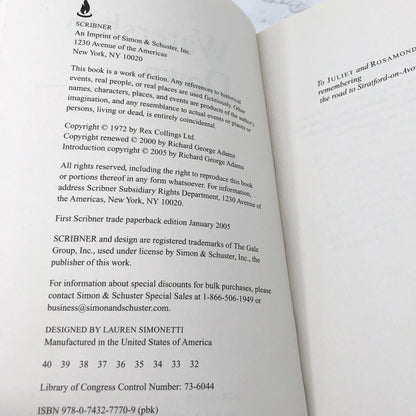 SCRIBNER
An Imprint of Simon & Schuster, Inc.
1230 Avenue of the Americas
New York, NY 10020
This book is a work of fiction. Any references to historical
events, real people, or real places are used fictitiously. Other
names, characters, places, and events are products of the author's
imagination, and any resemblance to actual events or places or
persons, living or dead, is entirely coincidental.
Copyright © 1972 by Rex Collings Ltd.
Copyright renewed © 2000 by Richard George Adams
Introduction copyright © 2005 by Richard George Adams
All rights reserved, including the right to reproduce this book
or portions thereof in any form whatsoever. For information,
address Scribner Subsidiary Rights Department, 1230 Avenue of
the Americas, New York, NY 10020.
First Scribner trade paperback edition January 2005
SCRIBNER and design are registered trademarks of The Gale
Group, Inc., used under license by Simon & Schuster, Inc., the
publisher of this work.
For information about special discounts for bulk purchases, please
contact Simon & Schuster Special Sales at 1-866-506-1949 or
business@simonandschuster.com
DESIGNED BY LAUREN SIMONETTI
Manufactured in the United States of America
40 39 38 37 36 35 34 33 32
Library of Congress Control Number: 73-6044
ISBN 978-0-7432-7770-9 (pbk)
To JULIET and ROSAMOND
remembering
the road to Stratford-on-Avo